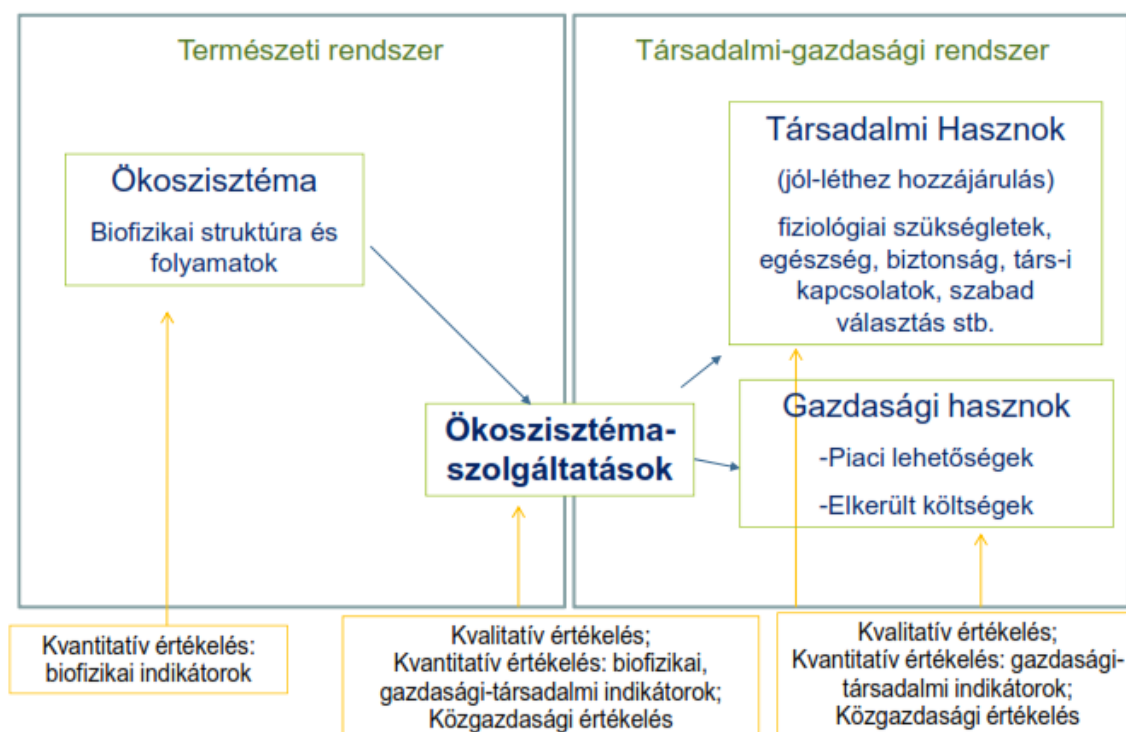 Természeti rendszer
Társadalmi-gazdasági rendszer
Ökoszisztéma
Biofizikai struktúra és
folyamatok
Társadalmi Hasznok
(jól-léthez hozzájárulás)
fiziológiai szükségletek,
egészség, biztonság, társ-i
kapcsolatok, szabad
választás stb.
Ökoszisztéma-
szolgáltatások
Gazdasági hasznok
-Piaci lehetőségek
-Elkerült költségek
Kvantitatív értékelés:
biofizikai indikátorok
Kvalitatív értékelés;
Kvantitatív értékelés: biofizikai,
gazdasági-társadalmi indikátorok;
Közgazdasági értékelés
Kvalitatív értékelés;
Kvantitatív értékelés: gazdasági-
társadalmi indikátorok;
Közgazdasági értékelés